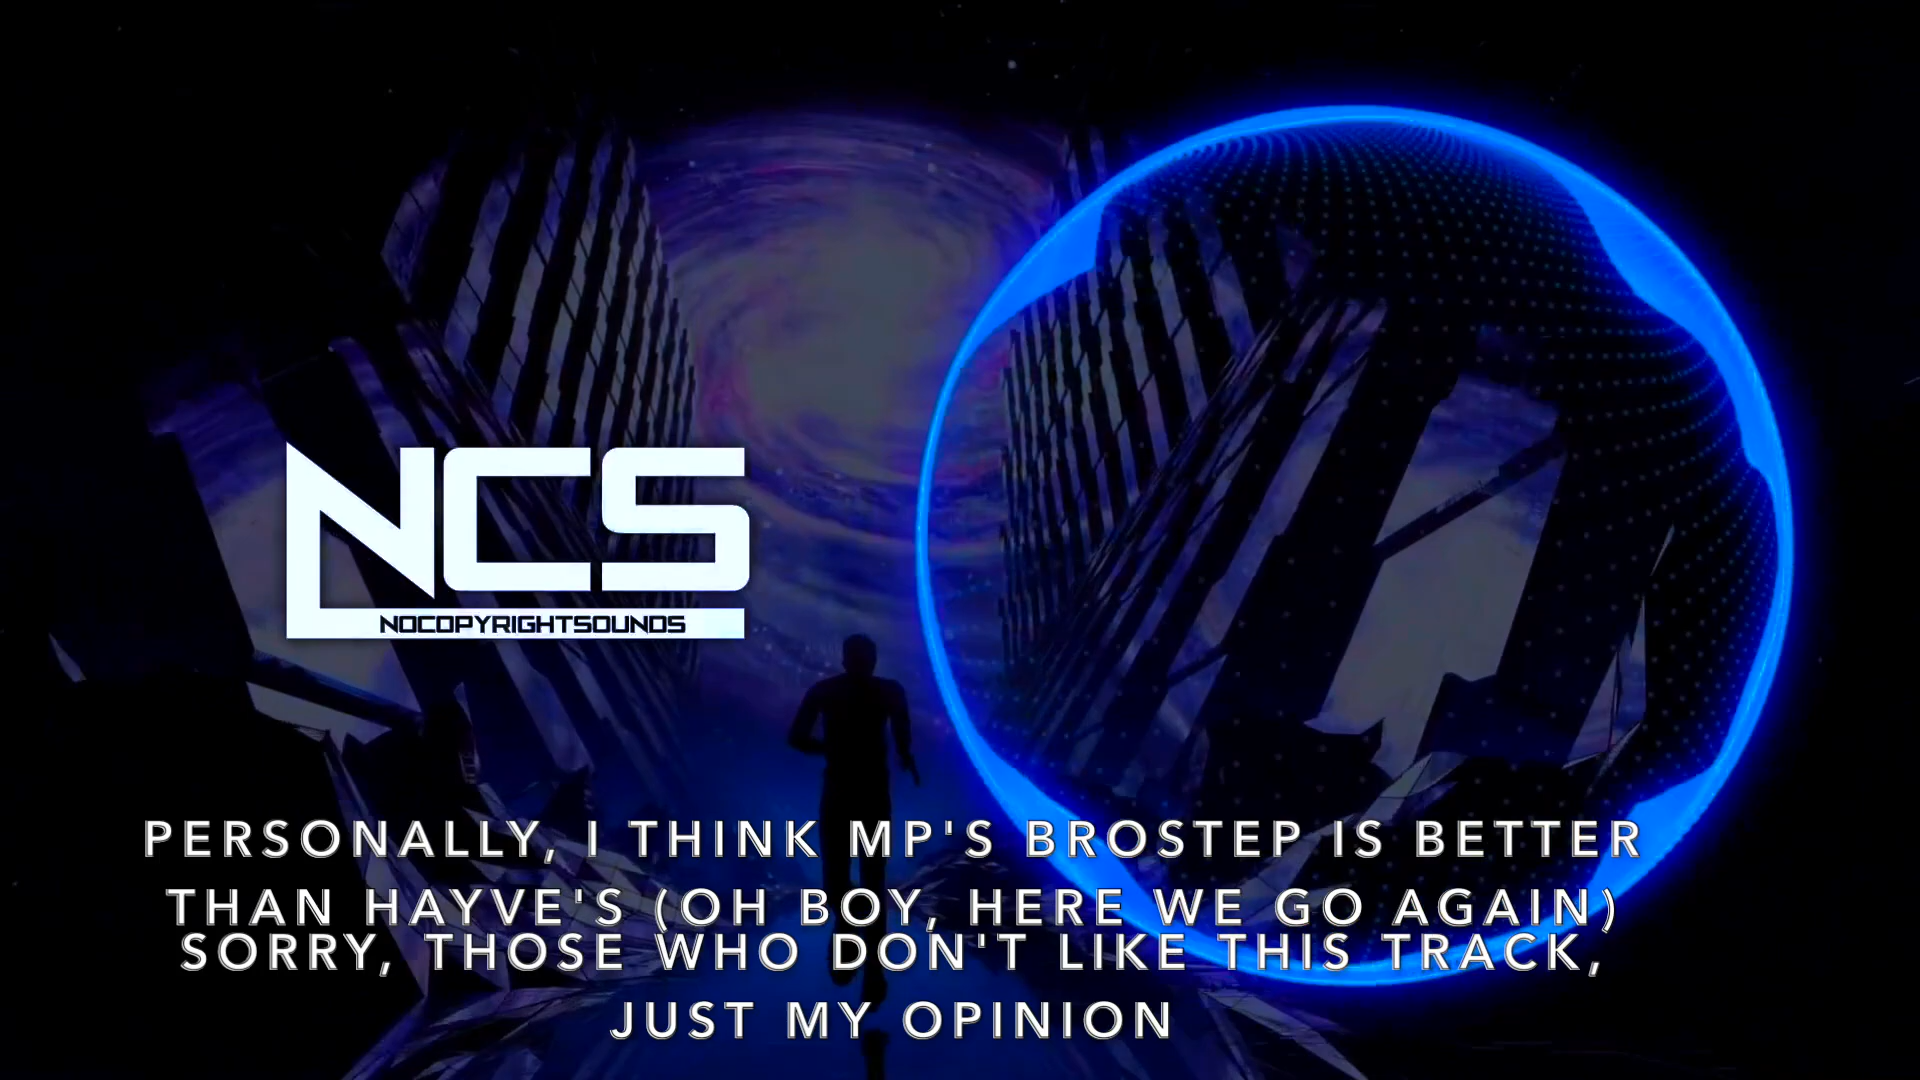 NCS
NOCOPYRIGHTSOUNDS
PERSONALLY, I THINK MP'S BROSTEP IS BETTER
THAN HAYVE'S (OH BOY, HERE WE GO AGAIN)
SORRY, THOSE WHO DON'T LIKE THIS TRACK,
JUST MY OPINION